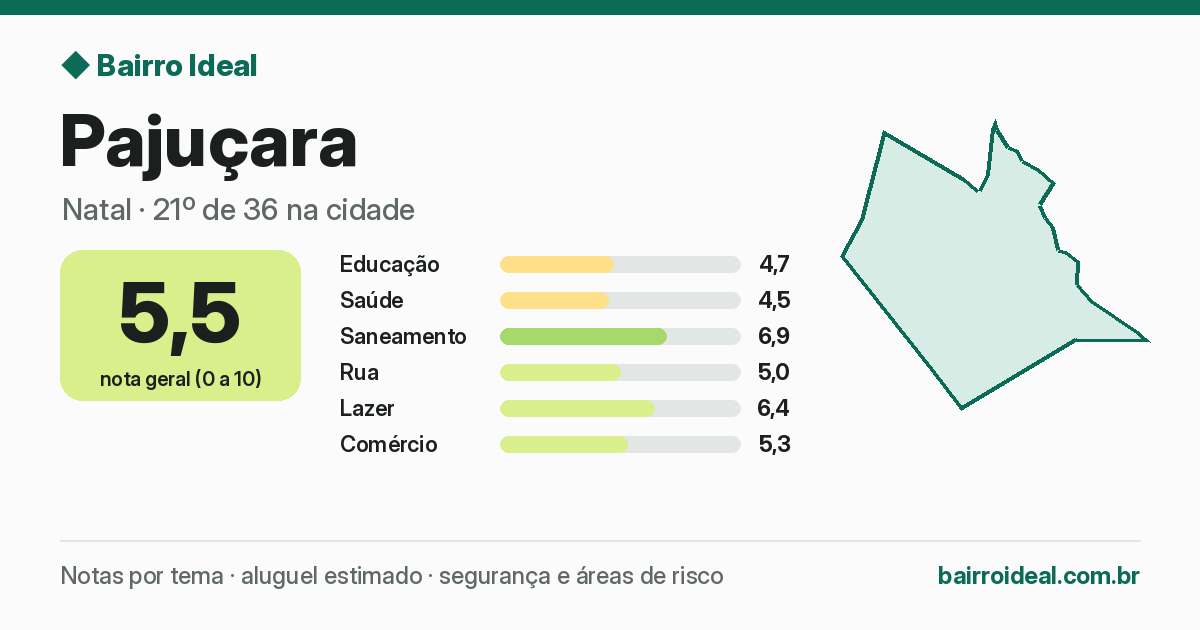 Bairro Ideal
Pajuçara
Natal · 21º de 36 na cidade
5,5
nota geral (0 a 10)
Educação 4,7
Saúde 4,5
Saneamento 6,9
Rua 5,0
Lazer 6,4
Comércio 5,3
Notas por tema · aluguel estimado · segurança e áreas de risco
bairroideal.com.br